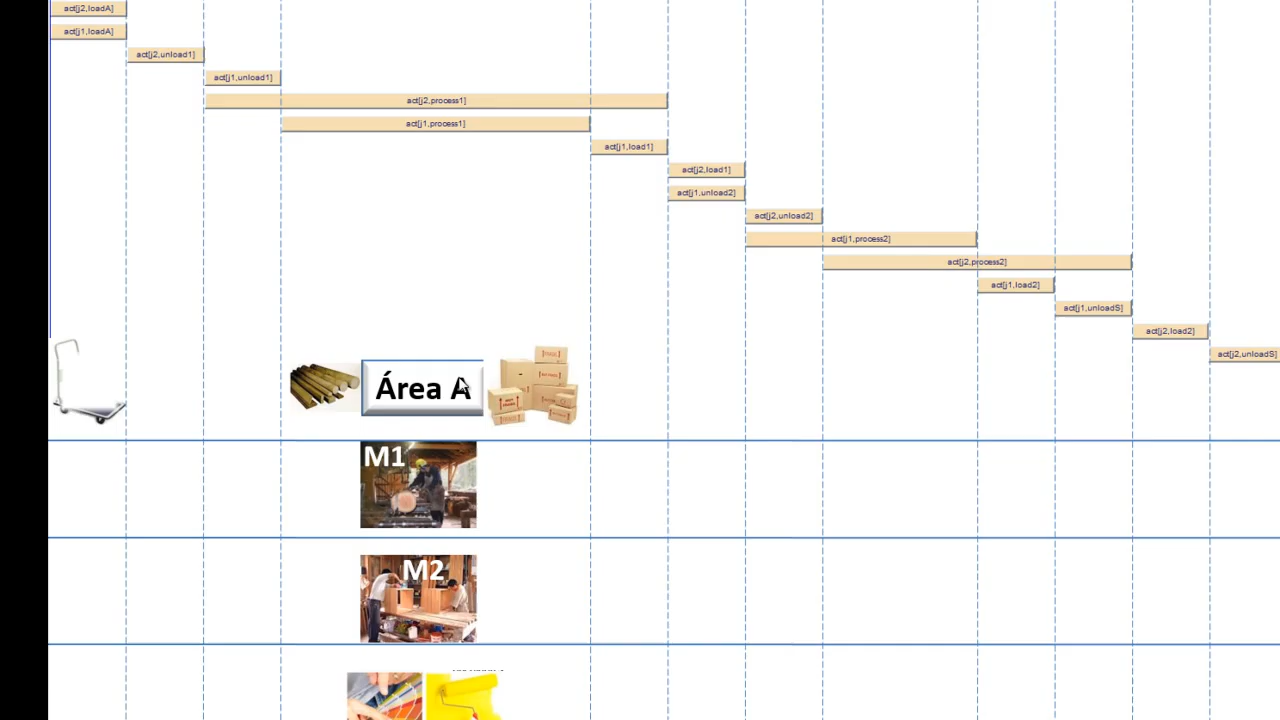 act[j2,loadA]
act[j1,loadA]
act[j2,unload1]
act[j1,unload1]
act[j2,process1]
act[j1,process1]
act[j1,load1]
act[j2,load1]
act[j1,unload2]
act[j2,unload2]
act[j1,process2]
act[j2,process2]
act[j1,load2]
act[j1,unloadS]
act[j2,load2]
act[j2,unloadS]
Área A
M1
M2